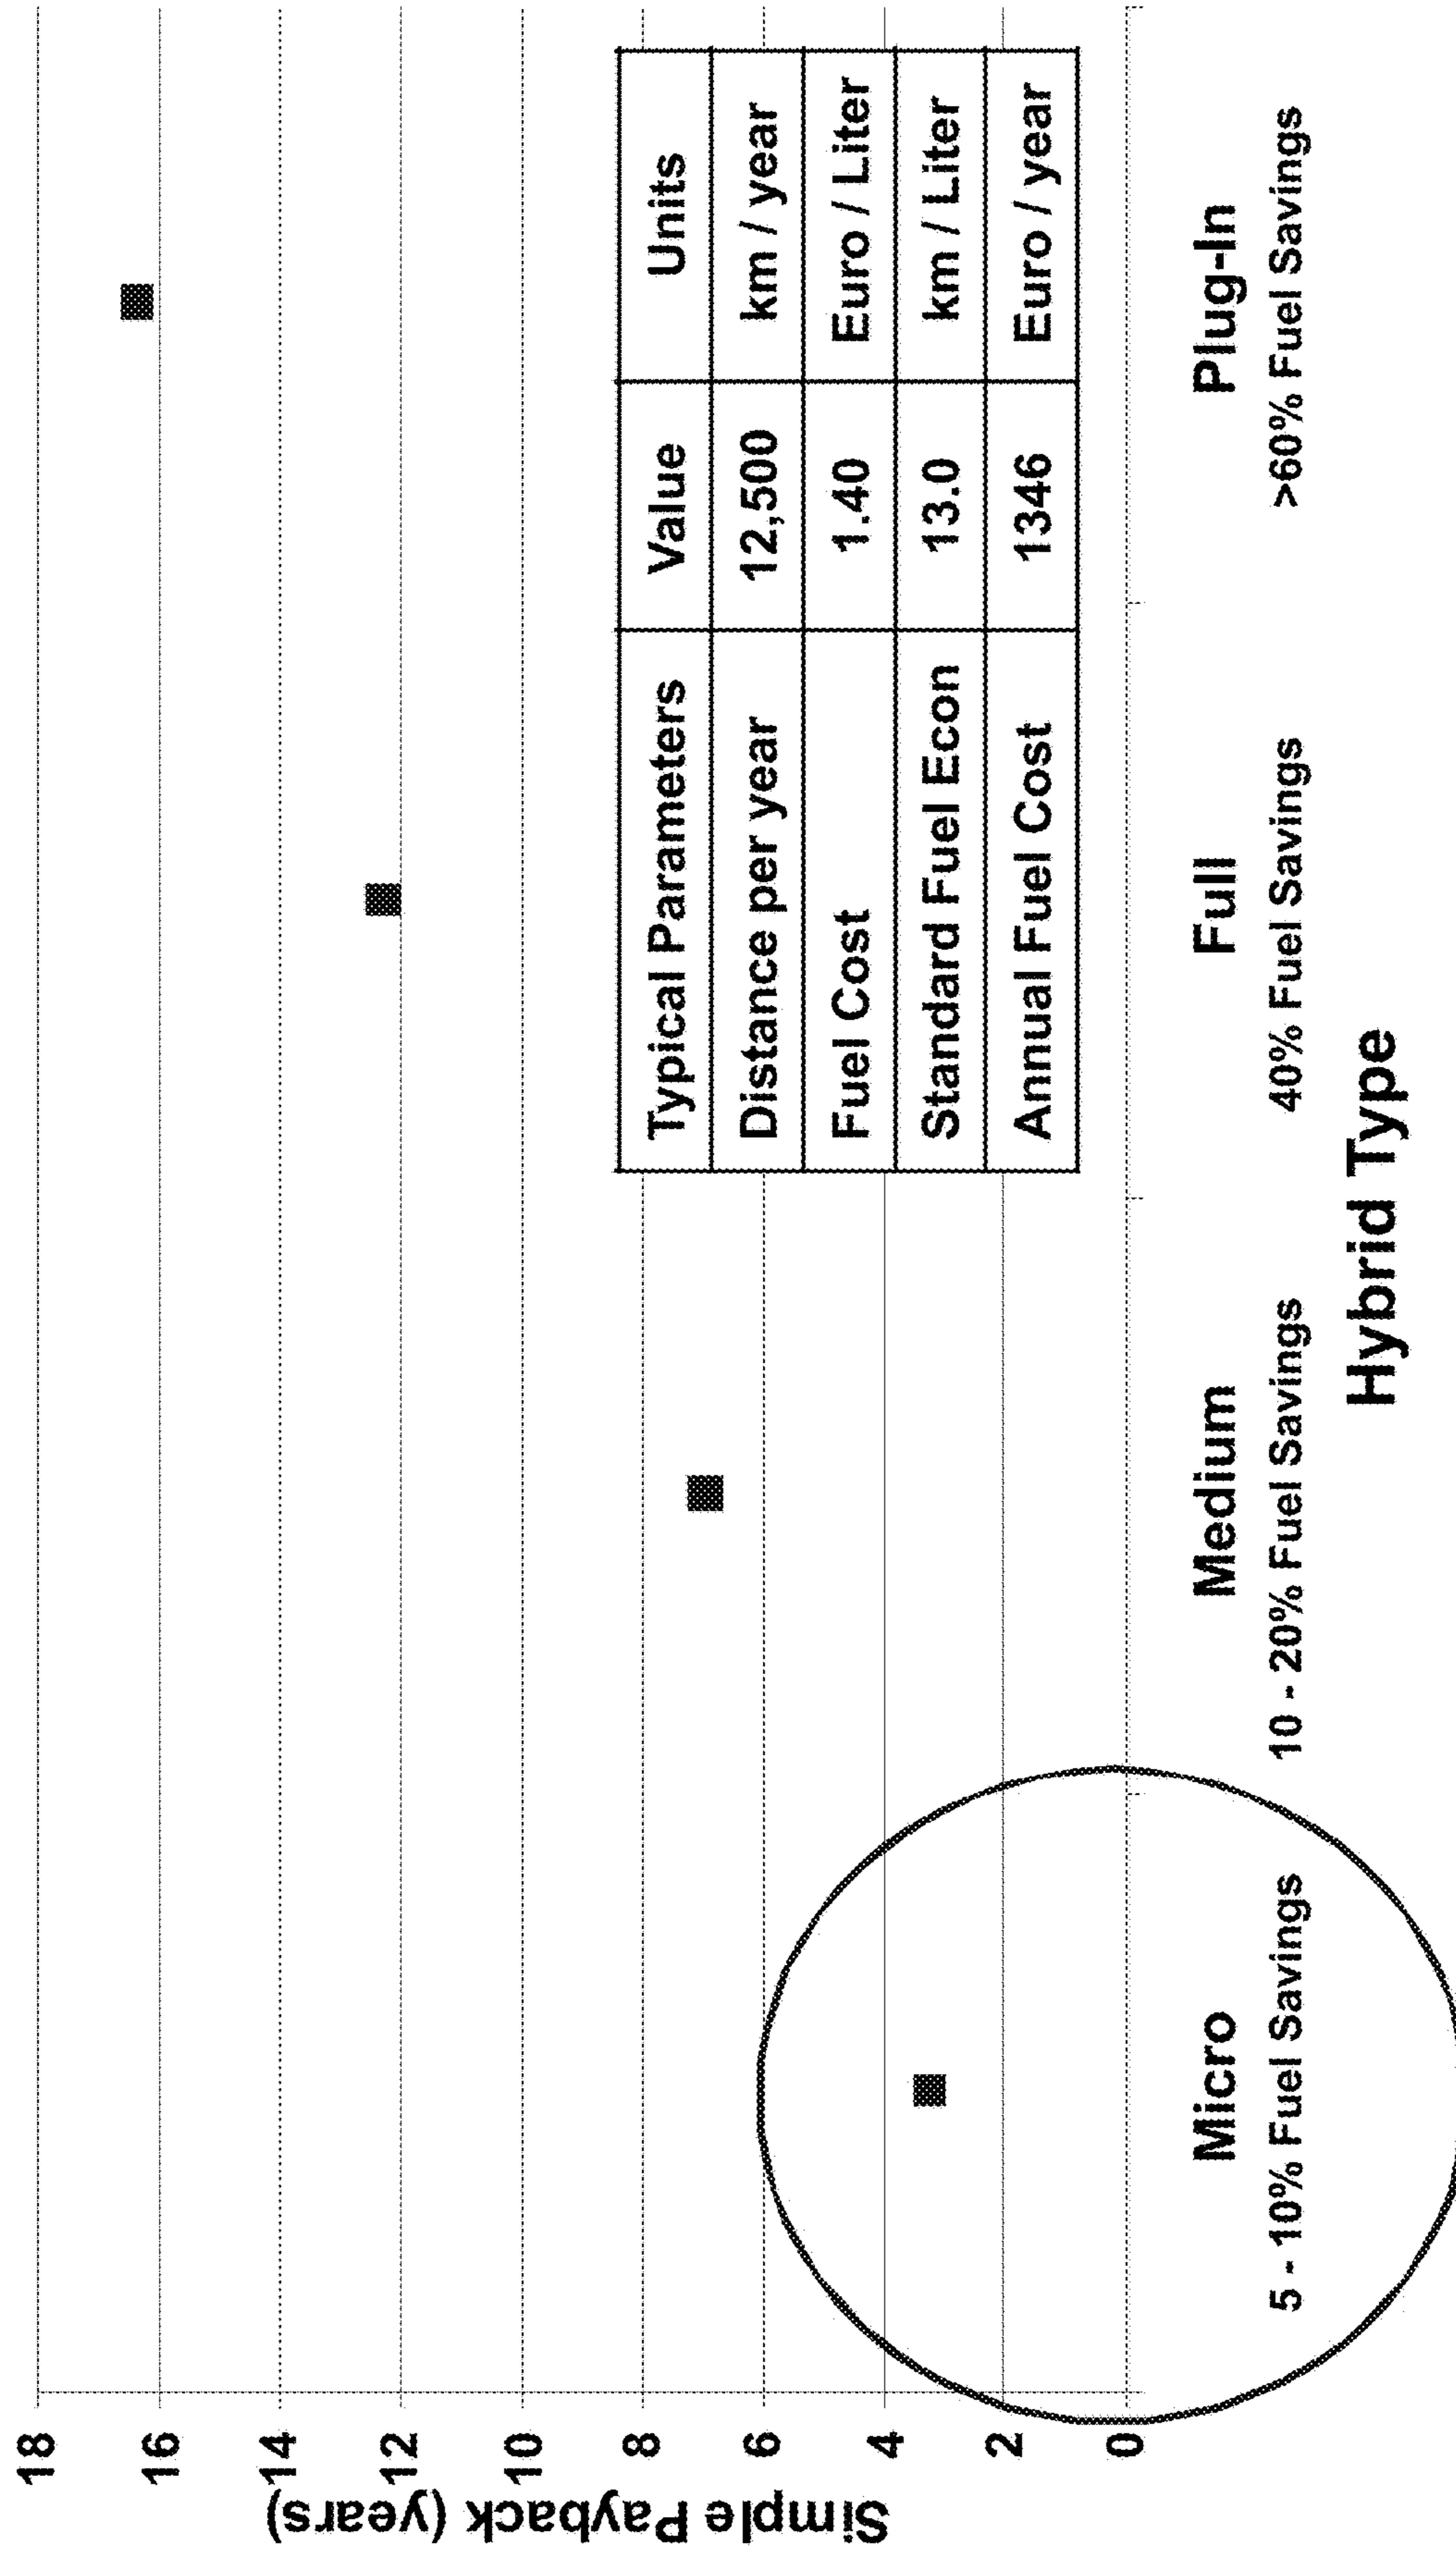 Simple Payback (years)
18
16
14
12
10
8
6
4
2
0
Typical Parameters Value Units
Distance per year 12,500 km / year
Fuel Cost 1.40 Euro / Liter
Standard Fuel Econ 13.0 km / Liter
Annual Fuel Cost 1346 Euro / year
Micro Medium Full Plug-In
5 - 10% Fuel Savings 10 - 20% Fuel Savings 40% Fuel Savings >60% Fuel Savings
Hybrid Type